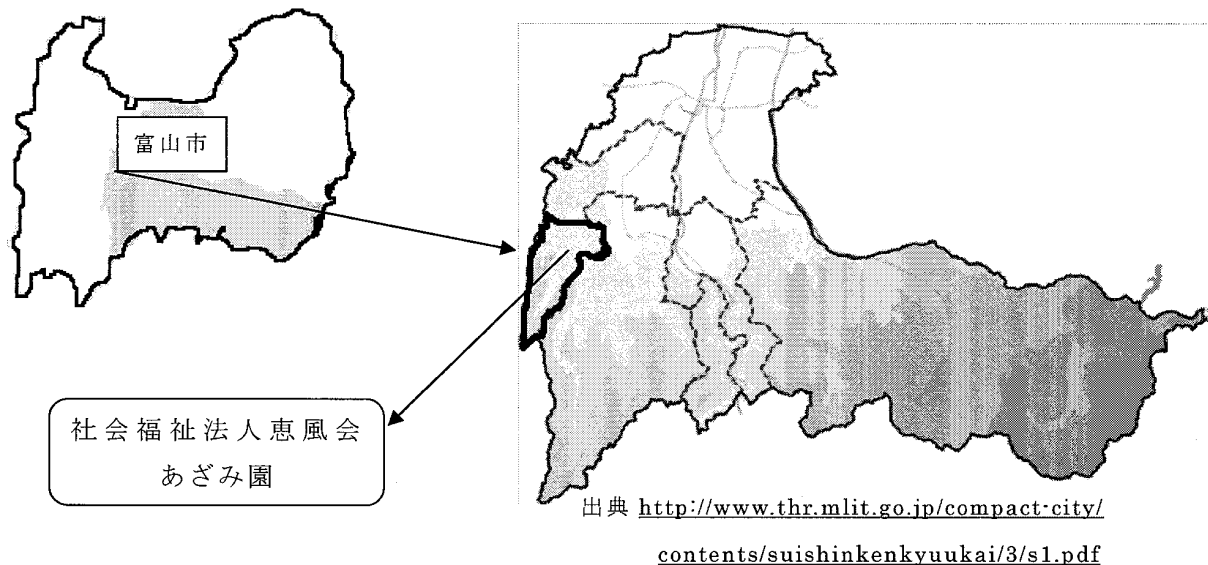 富山市
社会福祉法人恵風会
あざみ園
出典 http://www.thr.mlit.go.jp/compact-city/
contents/suishinkenkyuukai/3/s1.pdf